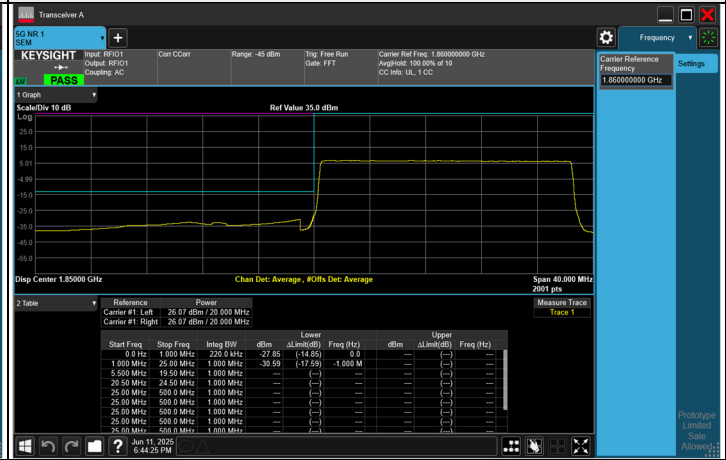 Transceiver A
5G NR 1
SEM
Frequency
KEYSIGHT
LXI
PASS
Input: RFIO1
Output: RFIO1
Coupling: AC
Corr CCorr
Range: -45 dBm
Trig: Free Run
Gate: FFT
Carrier Ref Freq: 1.860000000 GHz
Avg|Hold: 100.00% of 10
CC Info: UL, 1 CC
Carrier Reference
Frequency
1.860000000 GHz
Settings
1 Graph
Scale/Div 10 dB
Ref Value 35.0 dBm
Log
25.0
15.0
5.01
-4.99
-15.0
-25.0
-35.0
-45.0
-55.0
Disp Center 1.85000 GHz
Chan Det: Average , #Offs Det: Average
Span 40.000 MHz
2001 pts
2 Table
Reference Power
Carrier #1: Left 26.07 dBm / 20.000 MHz
Carrier #1: Right 26.07 dBm / 20.000 MHz
Measure Trace
Trace 1
Lower Upper
Start Freq Stop Freq Integ BW dBm ΔLimit(dB) Freq (Hz) dBm ΔLimit(dB) Freq (Hz)
0.0 Hz 1.000 MHz 220.0 kHz -27.85 (-14.85) 0.0 --- (---) ---
1.000 MHz 25.00 MHz 1.000 MHz -30.59 (-17.59) -1.000 M --- (---) ---
5.500 MHz 19.50 MHz 1.000 MHz --- (---) --- --- (---) ---
20.50 MHz 24.50 MHz 1.000 MHz --- (---) --- --- (---) ---
25.00 MHz 500.0 MHz 1.000 MHz --- (---) --- --- (---) ---
25.00 MHz 500.0 MHz 1.000 MHz --- (---) --- --- (---) ---
25.00 MHz 500.0 MHz 1.000 MHz --- (---) --- --- (---) ---
25.00 MHz 500.0 MHz 1.000 MHz --- (---) --- --- (---) ---
Jun 11, 2025
6:44:25 PM
Prototype
Limited
Sale
Allowed